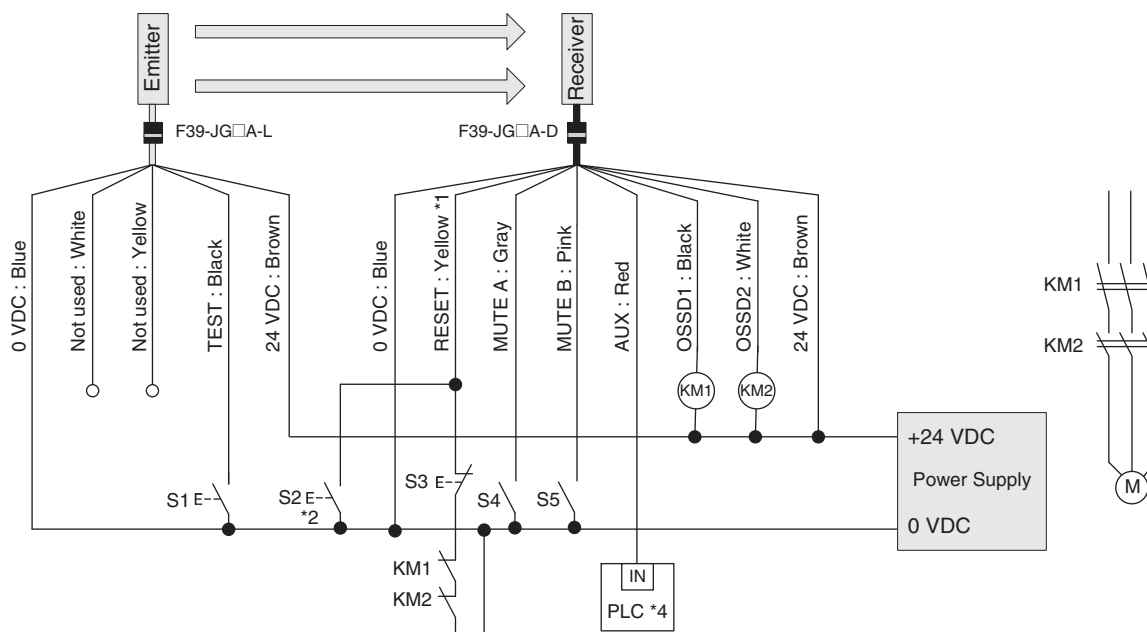 Emitter
Receiver
F39-JG□A-L
F39-JG□A-D
0 VDC : Blue
Not used : White
Not used : Yellow
TEST : Black
24 VDC : Brown
0 VDC : Blue
RESET : Yellow *1
MUTE A : Gray
MUTE B : Pink
AUX : Red
OSSD1 : Black
OSSD2 : White
24 VDC : Brown
KM1
KM2
KM1
KM2
M
+24 VDC
Power Supply
0 VDC
S1 E
S2 E
*2
S3 E
S4
S5
KM1
KM2
IN
PLC *4